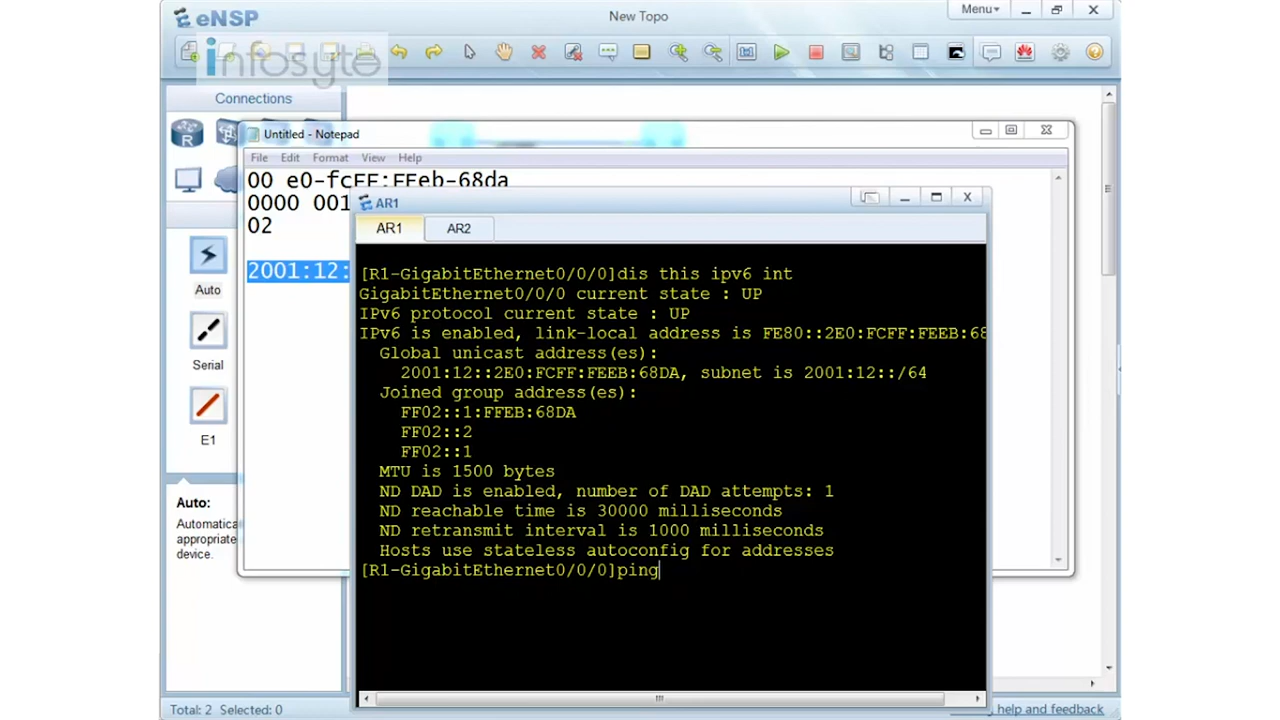 eNSP
New Topo
Menu
infosyte
Connections
Untitled - Notepad
File Edit Format View Help
00 e0-fcFF:FFeb-68da
0000 001
02
2001:12:
AR1
AR1 AR2
[R1-GigabitEthernet0/0/0]dis this ipv6 int
GigabitEthernet0/0/0 current state : UP
IPv6 protocol current state : UP
IPv6 is enabled, link-local address is FE80::2E0:FCFF:FEEB:68
Global unicast address(es):
2001:12::2E0:FCFF:FEEB:68DA, subnet is 2001:12::/64
Joined group address(es):
FF02::1:FFEB:68DA
FF02::2
FF02::1
MTU is 1500 bytes
ND DAD is enabled, number of DAD attempts: 1
ND reachable time is 30000 milliseconds
ND retransmit interval is 1000 milliseconds
Hosts use stateless autoconfig for addresses
[R1-GigabitEthernet0/0/0]ping
Auto
Serial
E1
Auto:
Automatica
appropriate
device.
Total: 2 Selected: 0
help and feedback